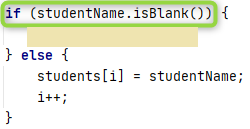 if (studentName.isBlank()) {
} else {
    students[i] = studentName;
    i++;
}